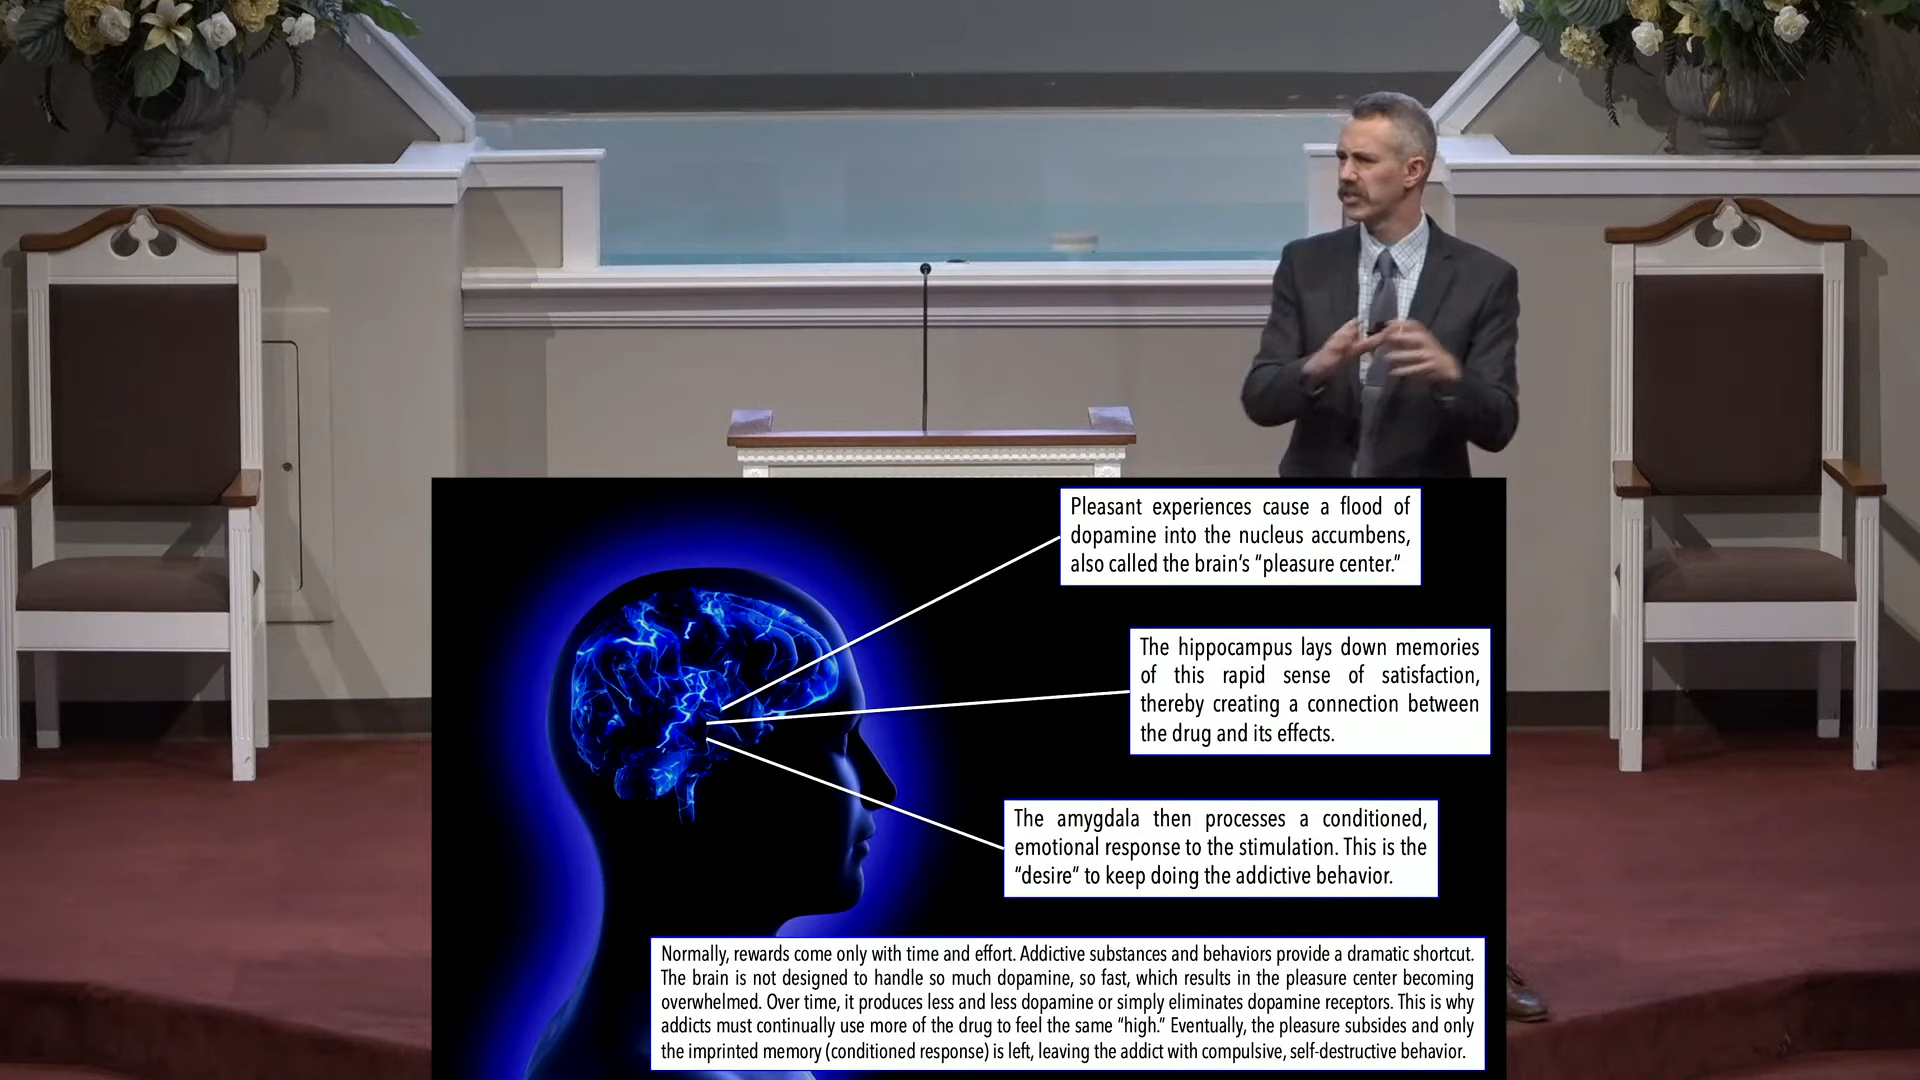 Pleasant experiences cause a flood of
dopamine into the nucleus accumbens,
also called the brain's "pleasure center."
The hippocampus lays down memories
of this rapid sense of satisfaction,
thereby creating a connection between
the drug and its effects.
The amygdala then processes a conditioned,
emotional response to the stimulation. This is the
"desire" to keep doing the addictive behavior.
Normally, rewards come only with time and effort. Addictive substances and behaviors provide a dramatic shortcut.
The brain is not designed to handle so much dopamine, so fast, which results in the pleasure center becoming
overwhelmed. Over time, it produces less and less dopamine or simply eliminates dopamine receptors. This is why
addicts must continually use more of the drug to feel the same "high." Eventually, the pleasure subsides and only
the imprinted memory (conditioned response) is left, leaving the addict with compulsive, self-destructive behavior.